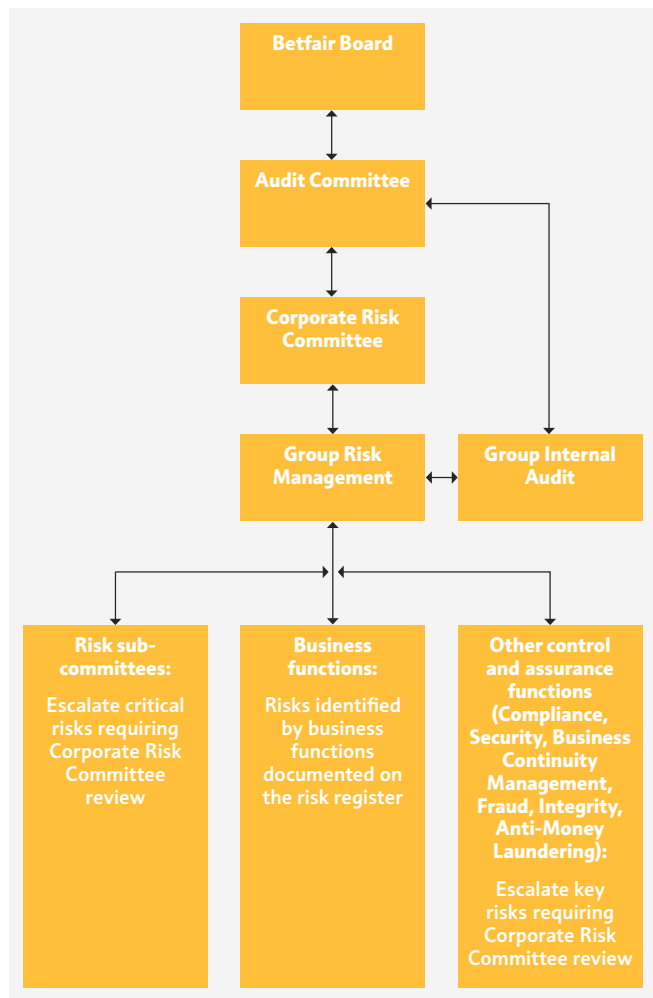 Betfair Board
Audit Committee
Corporate Risk
Committee
Group Risk
Management
Group Internal
Audit
Risk sub-
committees:
Escalate critical
risks requiring
Corporate Risk
Committee
review
Business
functions:
Risks identified
by business
functions
documented on
the risk register
Other control
and assurance
functions
(Compliance,
Security, Business
Continuity
Management,
Fraud, Integrity,
Anti-Money
Laundering):
Escalate key
risks requiring
Corporate Risk
Committee review